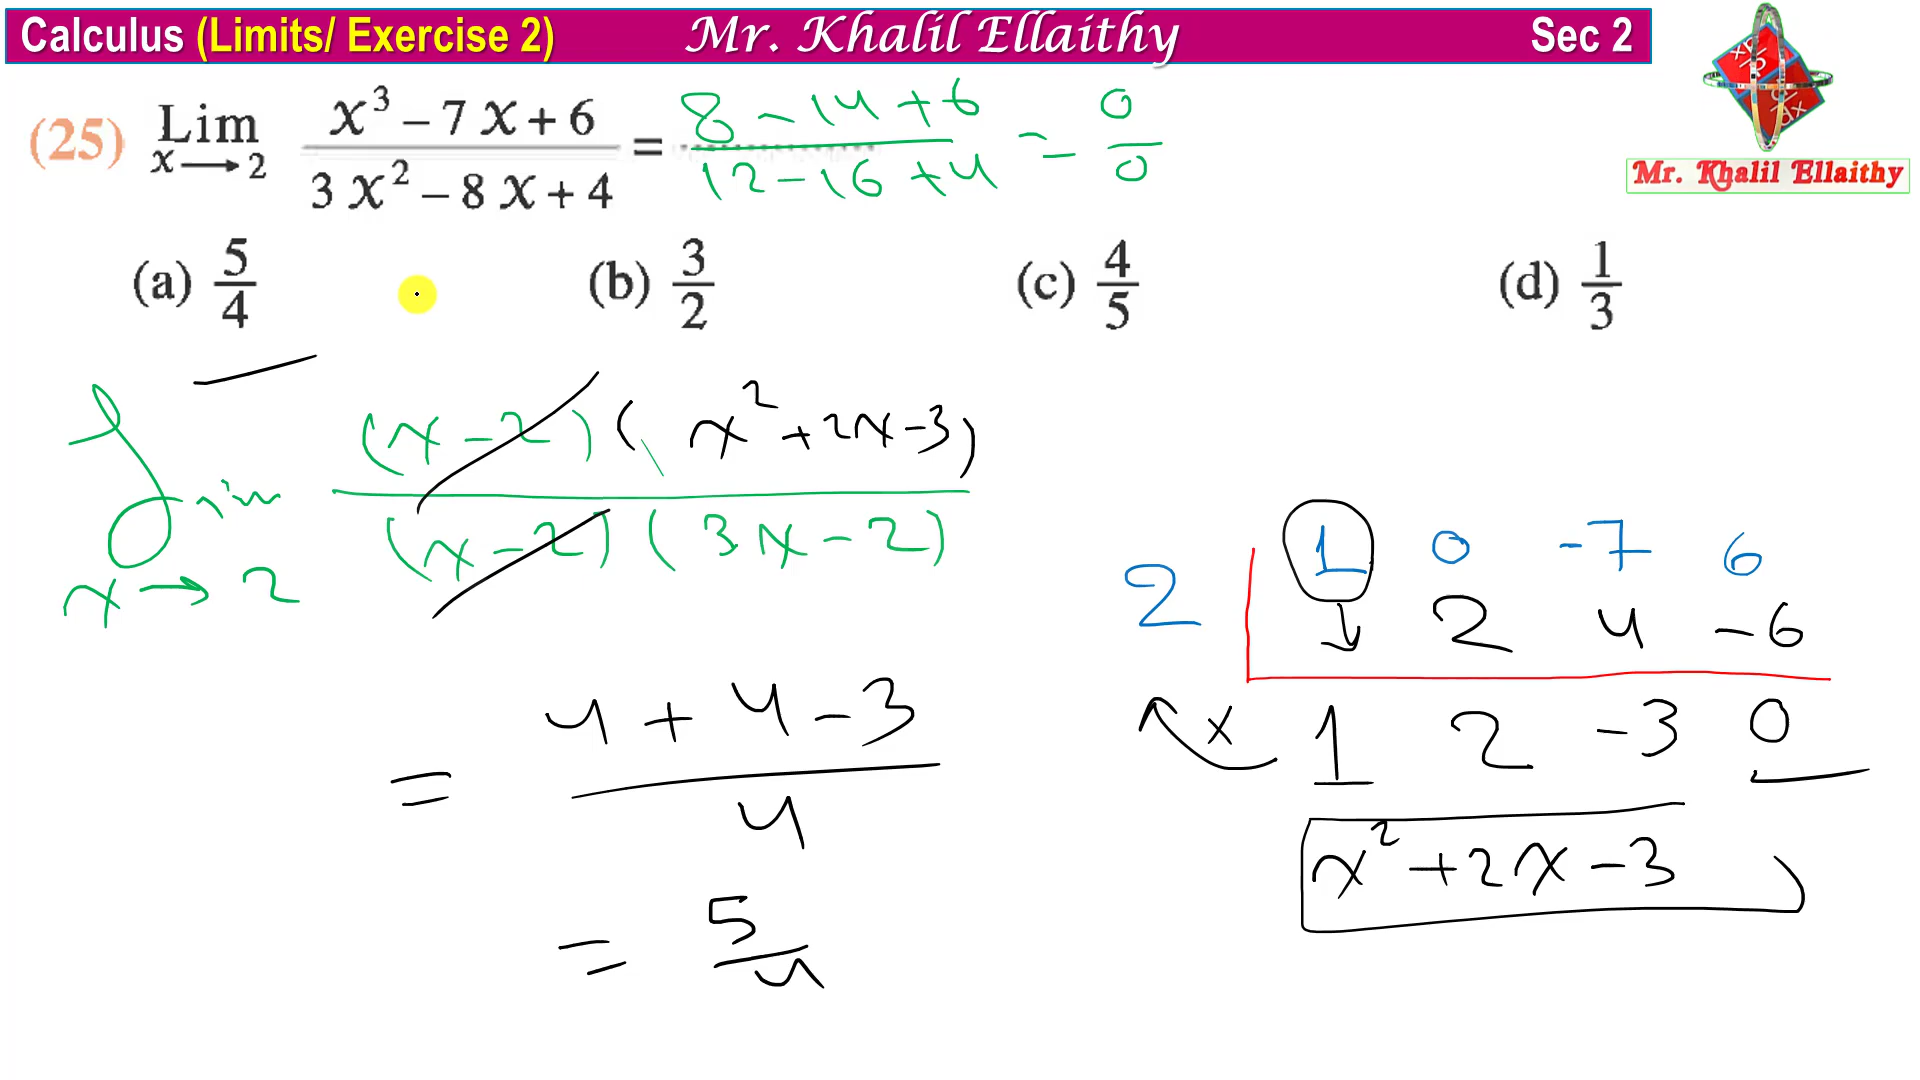 Calculus (Limits/ Exercise 2) Mr. Khalil Ellaithy Sec 2
(25) Lim x⟶2 (x³ − 7x + 6)/(3x² − 8x + 4) = (8 − 14 + 6)/(12 − 16 + 4) = 0/0
Mr. Khalil Ellaithy
(a) 5/4 (b) 3/2 (c) 4/5 (d) 1/3
Lim x→2 (x − 2)(x² + 2x − 3)/(x − 2)(3x − 2)
= (4 + 4 − 3)/4
= 5/4
2 1 0 -7 6
↓ 2 4 -6
x 1 2 -3 0
x² + 2x − 3